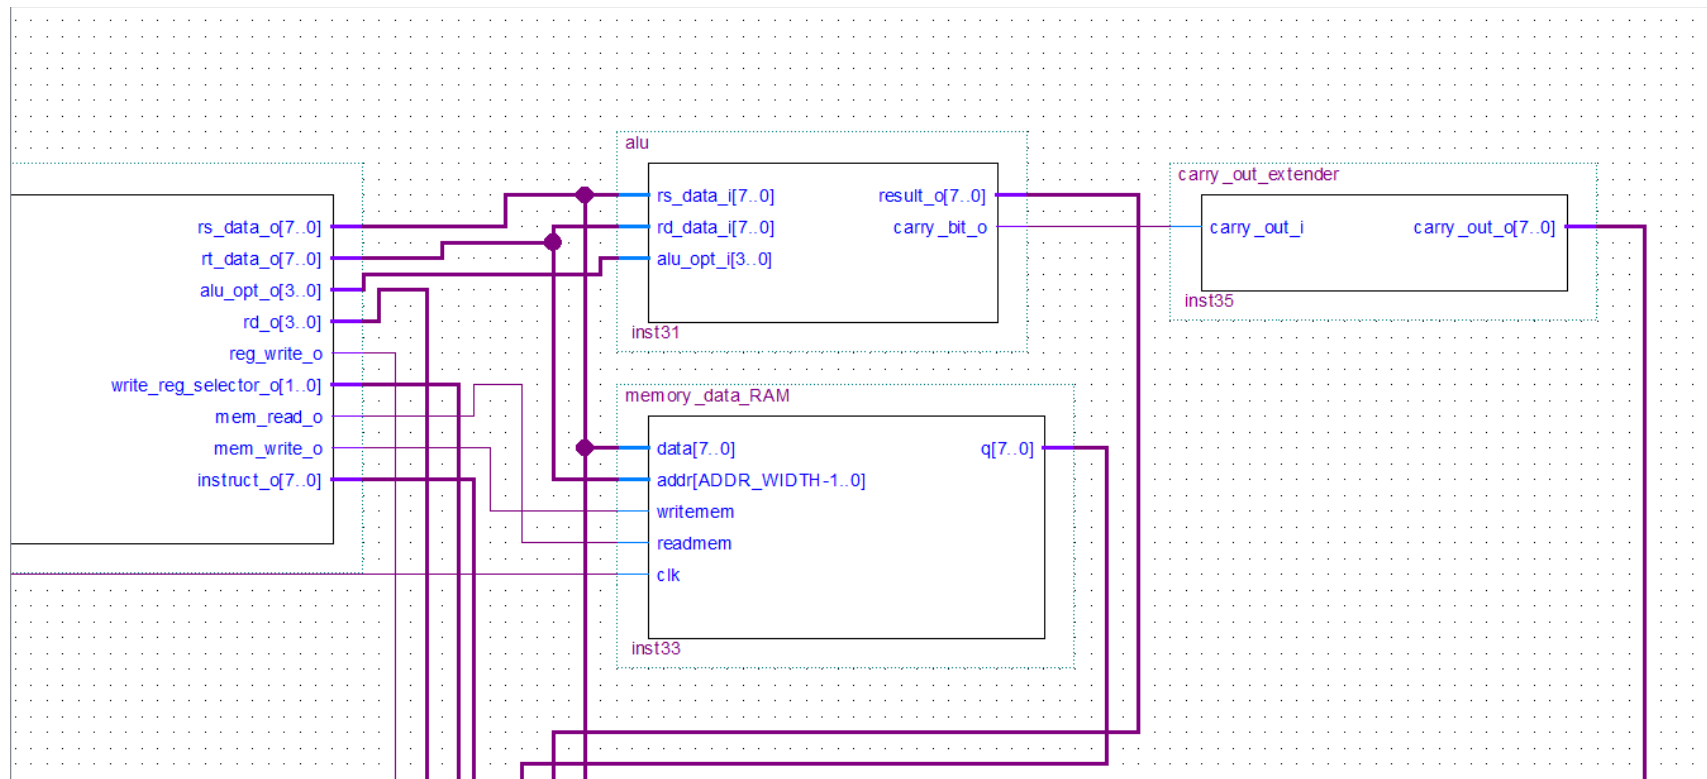 rs_data_o[7..0]
rt_data_o[7..0]
alu_opt_o[3..0]
rd_o[3..0]
reg_write_o
write_reg_selector_o[1..0]
mem_read_o
mem_write_o
instruct_o[7..0]
alu
rs_data_i[7..0] result_o[7..0]
rd_data_i[7..0] carry_bit_o
alu_opt_i[3..0]
inst31
memory_data_RAM
data[7..0] q[7..0]
addr[ADDR_WIDTH-1..0]
writemem
readmem
clk
inst33
carry_out_extender
carry_out_i carry_out_o[7..0]
inst35